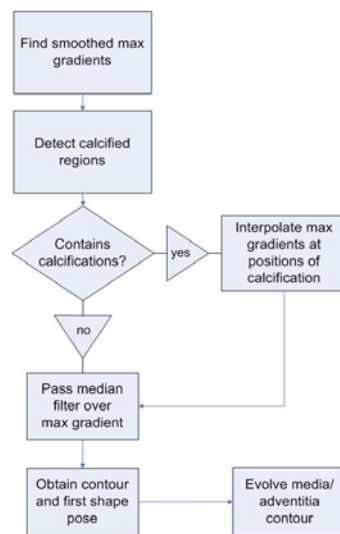 Find smoothed max
gradients
Detect calcified
regions
Contains
calcifications?
yes
Interpolate max
gradients at
positions of
calcification
no
Pass median
filter over
max gradient
Obtain contour
and first shape
pose
Evolve media/
adventitia
contour